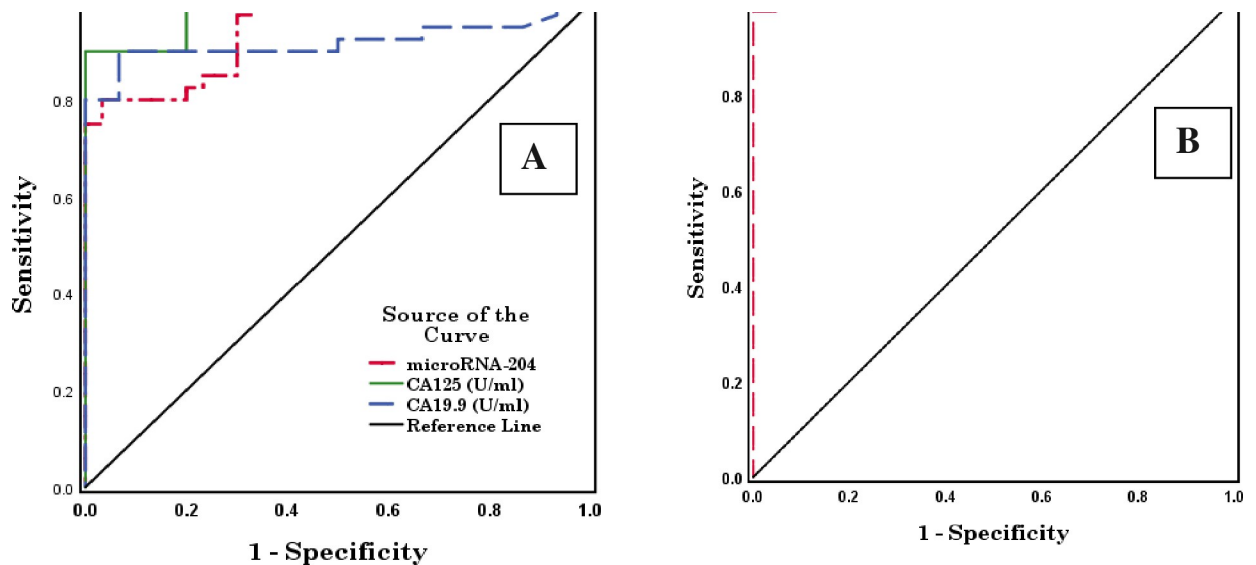 0.8
0.6
0.4
0.2
0.0
Sensitivity
A
Source of the
Curve
microRNA-204
CA125 (U/ml)
CA19.9 (U/ml)
Reference Line
0.0 0.2 0.4 0.6 0.8 1.0
1 - Specificity
0.8
0.6
0.4
0.2
0.0
Sensitivity
B
0.0 0.2 0.4 0.6 0.8 1.0
1 - Specificity